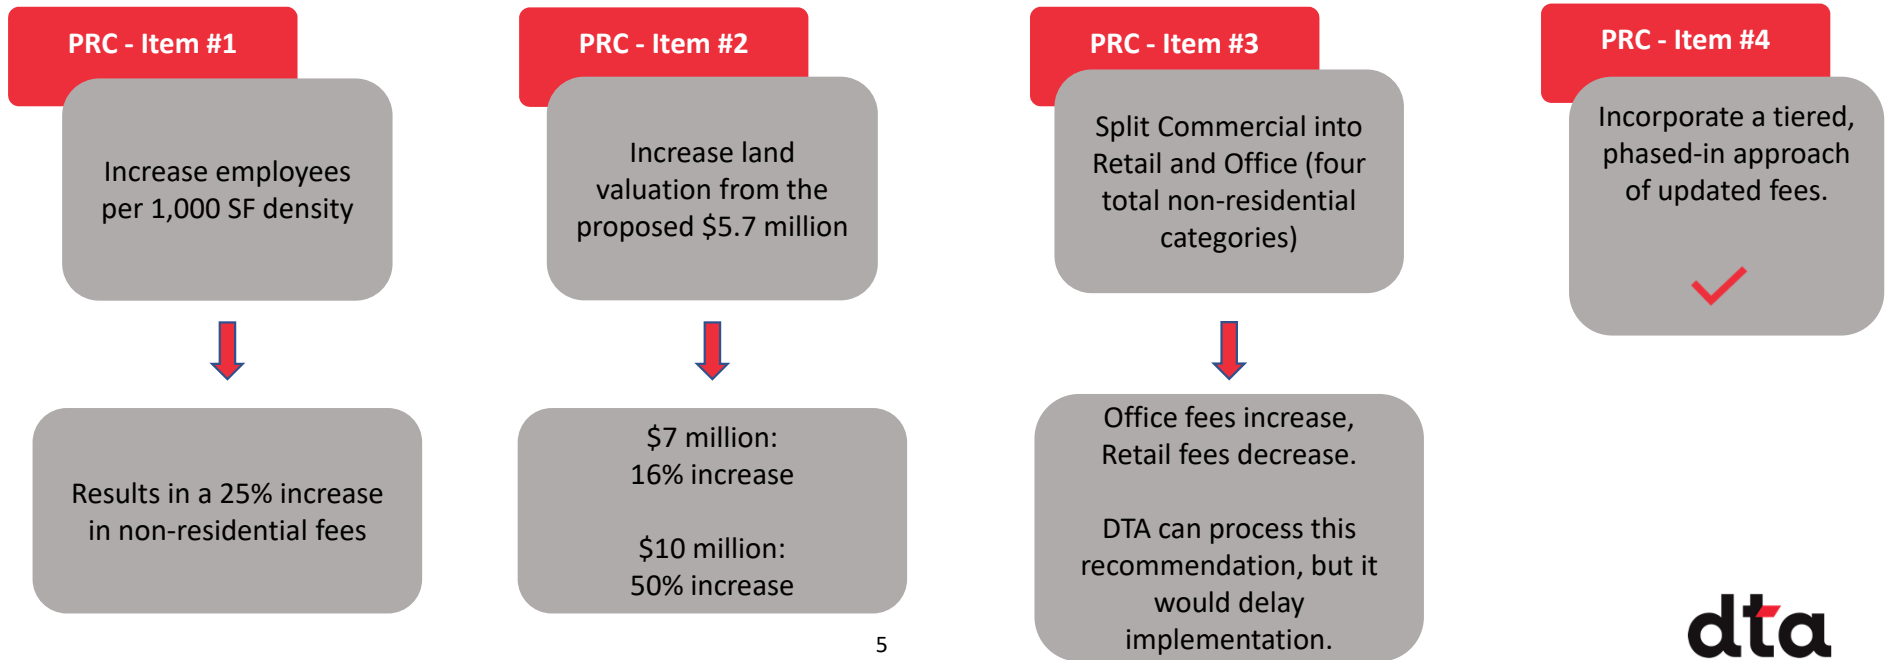 PRC - Item #1
Increase employees
per 1,000 SF density
Results in a 25% increase
in non-residential fees
PRC - Item #2
Increase land
valuation from the
proposed $5.7 million
$7 million:
16% increase
$10 million:
50% increase
PRC - Item #3
Split Commercial into
Retail and Office (four
total non-residential
categories)
Office fees increase,
Retail fees decrease.
DTA can process this
recommendation, but it
would delay
implementation.
PRC - Item #4
Incorporate a tiered,
phased-in approach
of updated fees.
5
dta